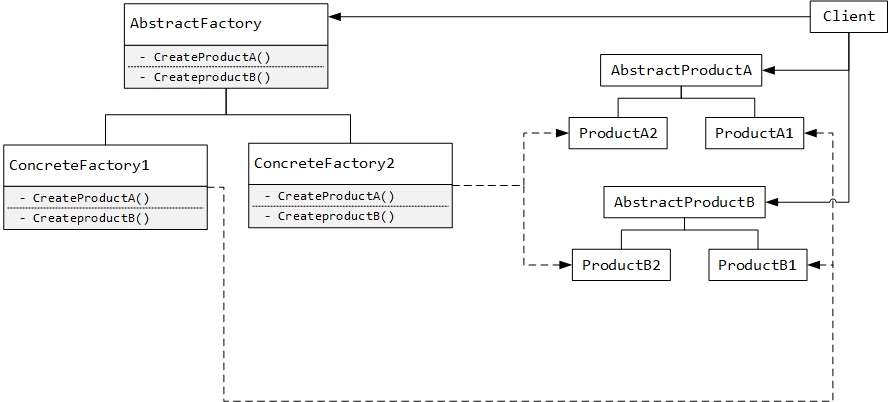 AbstractFactory
- CreateProductA()
- CreateproductB()
Client
AbstractProductA
ProductA2
ProductA1
ConcreteFactory1
- CreateProductA()
- CreateproductB()
ConcreteFactory2
- CreateProductA()
- CreateproductB()
AbstractProductB
ProductB2
ProductB1